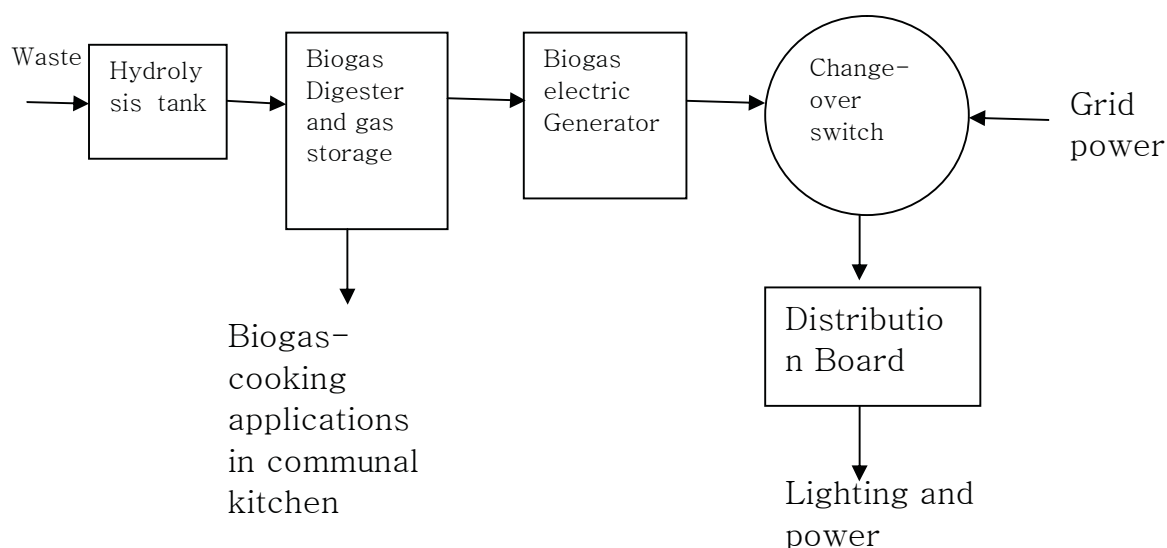 Waste
Hydroly
sis tank
Biogas
Digester
and gas
storage
Biogas
electric
Generator
Change-
over
switch
Grid
power
Biogas-
cooking
applications
in communal
kitchen
Distributio
n Board
Lighting and
power